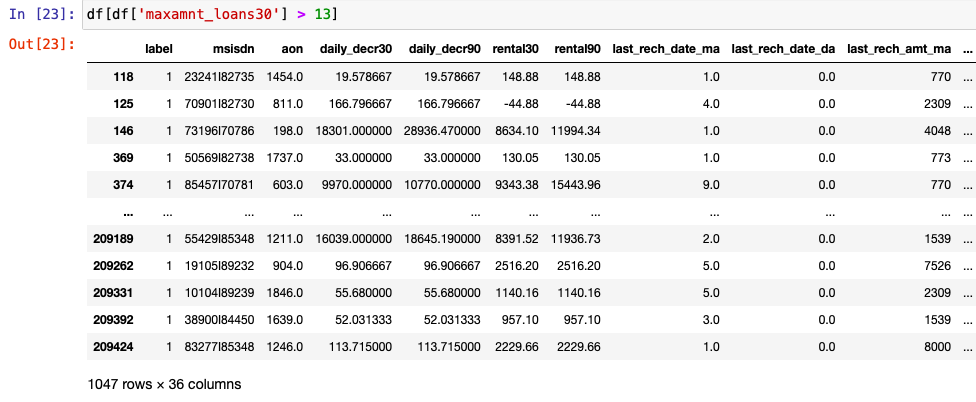 In [23]: df[df['maxamnt_loans30'] > 13]
Out[23]:
label msisdn aon daily_decr30 daily_decr90 rental30 rental90 last_rech_date_ma last_rech_date_da last_rech_amt_ma ...
118 1 23241I82735 1454.0 19.578667 19.578667 148.88 148.88 1.0 0.0 770 ...
125 1 70901I82730 811.0 166.796667 166.796667 -44.88 -44.88 4.0 0.0 2309 ...
146 1 73196I70786 198.0 18301.000000 28936.470000 8634.10 11994.34 1.0 0.0 4048 ...
369 1 50569I82738 1737.0 33.000000 33.000000 130.05 130.05 1.0 0.0 773 ...
374 1 85457I70781 603.0 9970.000000 10770.000000 9343.38 15443.96 9.0 0.0 770 ...
... ... ... ... ... ... ... ... ... ... ... ...
209189 1 55429I85348 1211.0 16039.000000 18645.190000 8391.52 11936.73 2.0 0.0 1539 ...
209262 1 19105I89232 904.0 96.906667 96.906667 2516.20 2516.20 5.0 0.0 7526 ...
209331 1 10104I89239 1846.0 55.680000 55.680000 1140.16 1140.16 5.0 0.0 2309 ...
209392 1 38900I84450 1639.0 52.031333 52.031333 957.10 957.10 3.0 0.0 1539 ...
209424 1 83277I85348 1246.0 113.715000 113.715000 2229.66 2229.66 1.0 0.0 8000 ...
1047 rows × 36 columns